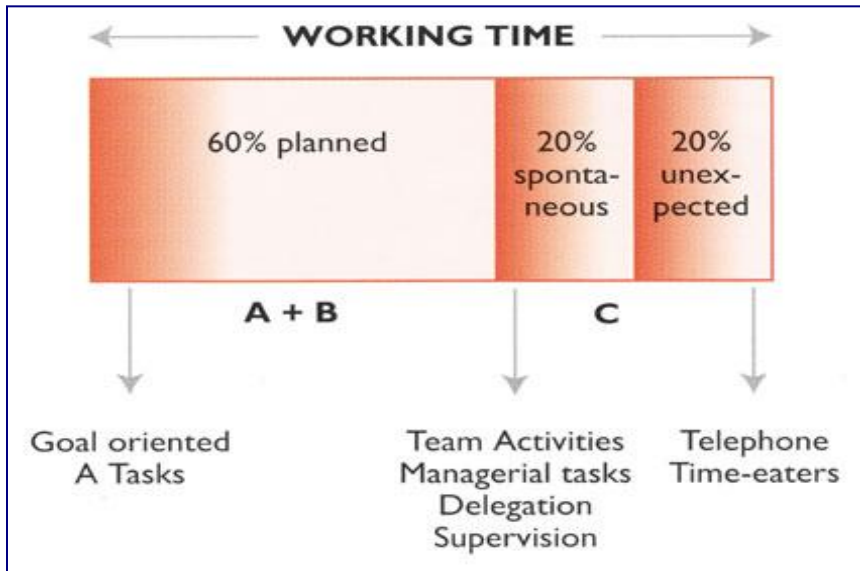 WORKING TIME
60% planned
20%
sponta-
neous
20%
unex-
pected
A + B
C
Goal oriented
A Tasks
Team Activities
Managerial tasks
Delegation
Supervision
Telephone
Time-eaters